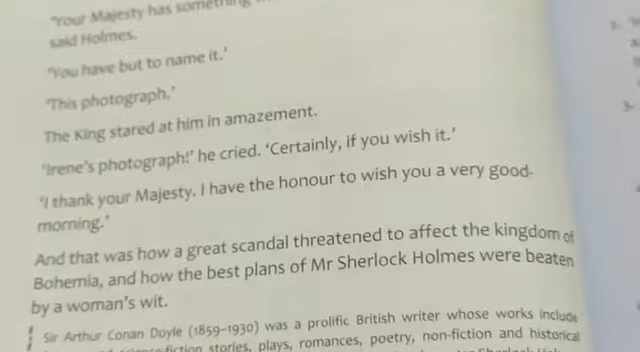 'Your Majesty has something
said Holmes.
'You have but to name it.'
'This photograph.'
The King stared at him in amazement.
'Irene's photograph!' he cried. 'Certainly, if you wish it.'
'I thank your Majesty. I have the honour to wish you a very good-
morning.'
And that was how a great scandal threatened to affect the kingdom of
Bohemia, and how the best plans of Mr Sherlock Holmes were beaten
by a woman's wit.
Sir Arthur Conan Doyle (1859–1930) was a prolific British writer whose works include
fiction stories, plays, romances, poetry, non-fiction and historical